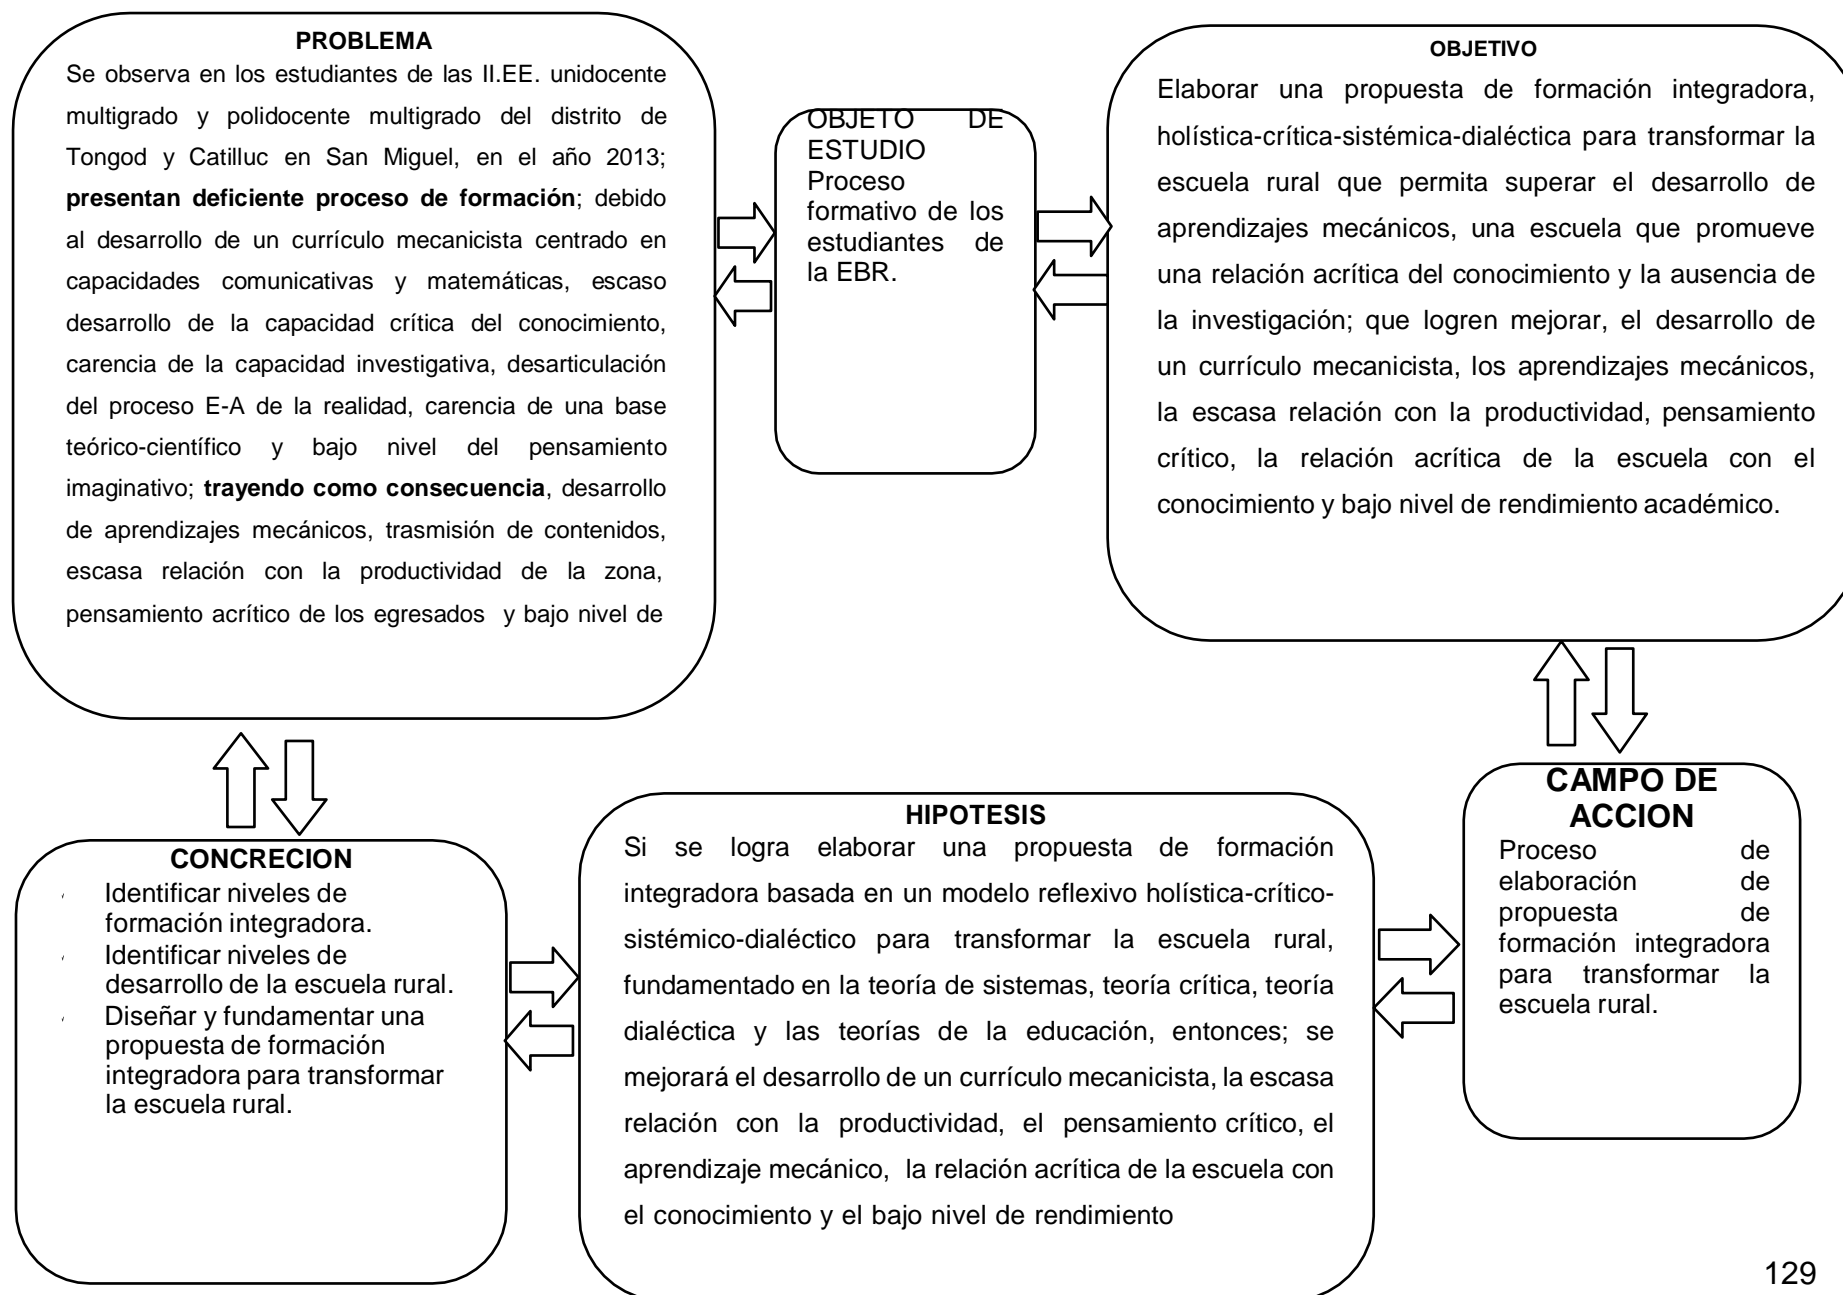 PROBLEMA
Se observa en los estudiantes de las II.EE. unidocente
multigrado y polidocente multigrado del distrito de
Tongod y Catilluc en San Miguel, en el año 2013;
presentan deficiente proceso de formación; debido
al desarrollo de un currículo mecanicista centrado en
capacidades comunicativas y matemáticas, escaso
desarrollo de la capacidad crítica del conocimiento,
carencia de la capacidad investigativa, desarticulación
del proceso E-A de la realidad, carencia de una base
teórico-científico y bajo nivel del pensamiento
imaginativo; trayendo como consecuencia, desarrollo
de aprendizajes mecánicos, trasmisión de contenidos,
escasa relación con la productividad de la zona,
pensamiento acrítico de los egresados y bajo nivel de
OBJETO DE
ESTUDIO
Proceso
formativo de los
estudiantes de
la EBR.
OBJETIVO
Elaborar una propuesta de formación integradora,
holística-crítica-sistémica-dialéctica para transformar la
escuela rural que permita superar el desarrollo de
aprendizajes mecánicos, una escuela que promueve
una relación acrítica del conocimiento y la ausencia de
la investigación; que logren mejorar, el desarrollo de
un currículo mecanicista, los aprendizajes mecánicos,
la escasa relación con la productividad, pensamiento
crítico, la relación acrítica de la escuela con el
conocimiento y bajo nivel de rendimiento académico.
CONCRECION
Identificar niveles de
formación integradora.
Identificar niveles de
desarrollo de la escuela rural.
Diseñar y fundamentar una
propuesta de formación
integradora para transformar
la escuela rural.
HIPOTESIS
Si se logra elaborar una propuesta de formación
integradora basada en un modelo reflexivo holística-crítico-
sistémico-dialéctico para transformar la escuela rural,
fundamentado en la teoría de sistemas, teoría crítica, teoría
dialéctica y las teorías de la educación, entonces; se
mejorará el desarrollo de un currículo mecanicista, la escasa
relación con la productividad, el pensamiento crítico, el
aprendizaje mecánico, la relación acrítica de la escuela con
el conocimiento y el bajo nivel de rendimiento
CAMPO DE
ACCION
Proceso de
elaboración de
propuesta de
formación integradora
para transformar la
escuela rural.
129